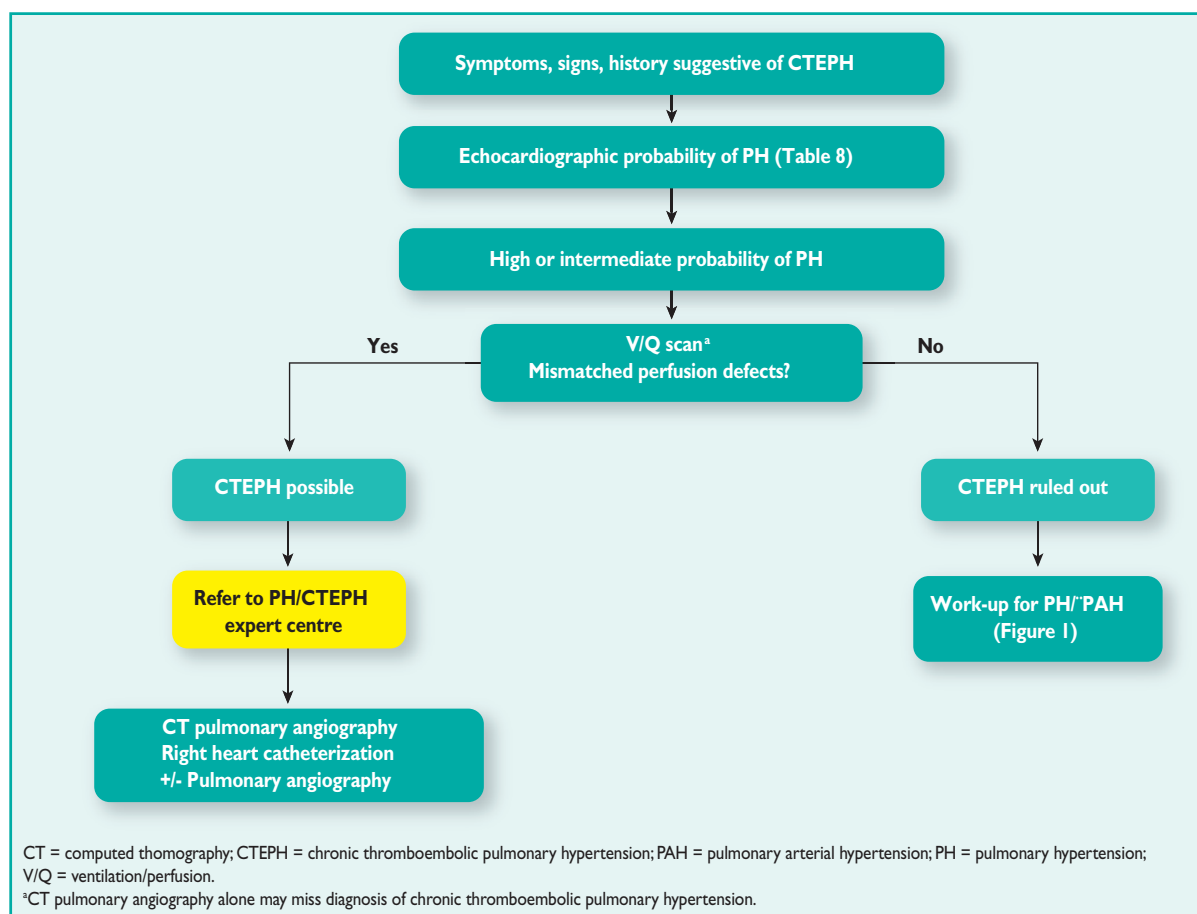 Symptoms, signs, history suggestive of CTEPH
Echocardiographic probability of PH (Table 8)
High or intermediate probability of PH
Yes
V/Q scanᵃ
Mismatched perfusion defects?
No
CTEPH possible
CTEPH ruled out
Refer to PH/CTEPH
expert centre
Work-up for PH/¨PAH
(Figure 1)
CT pulmonary angiography
Right heart catheterization
+/- Pulmonary angiography
CT = computed thomography; CTEPH = chronic thromboembolic pulmonary hypertension; PAH = pulmonary arterial hypertension; PH = pulmonary hypertension;
V/Q = ventilation/perfusion.
ᵃCT pulmonary angiography alone may miss diagnosis of chronic thromboembolic pulmonary hypertension.